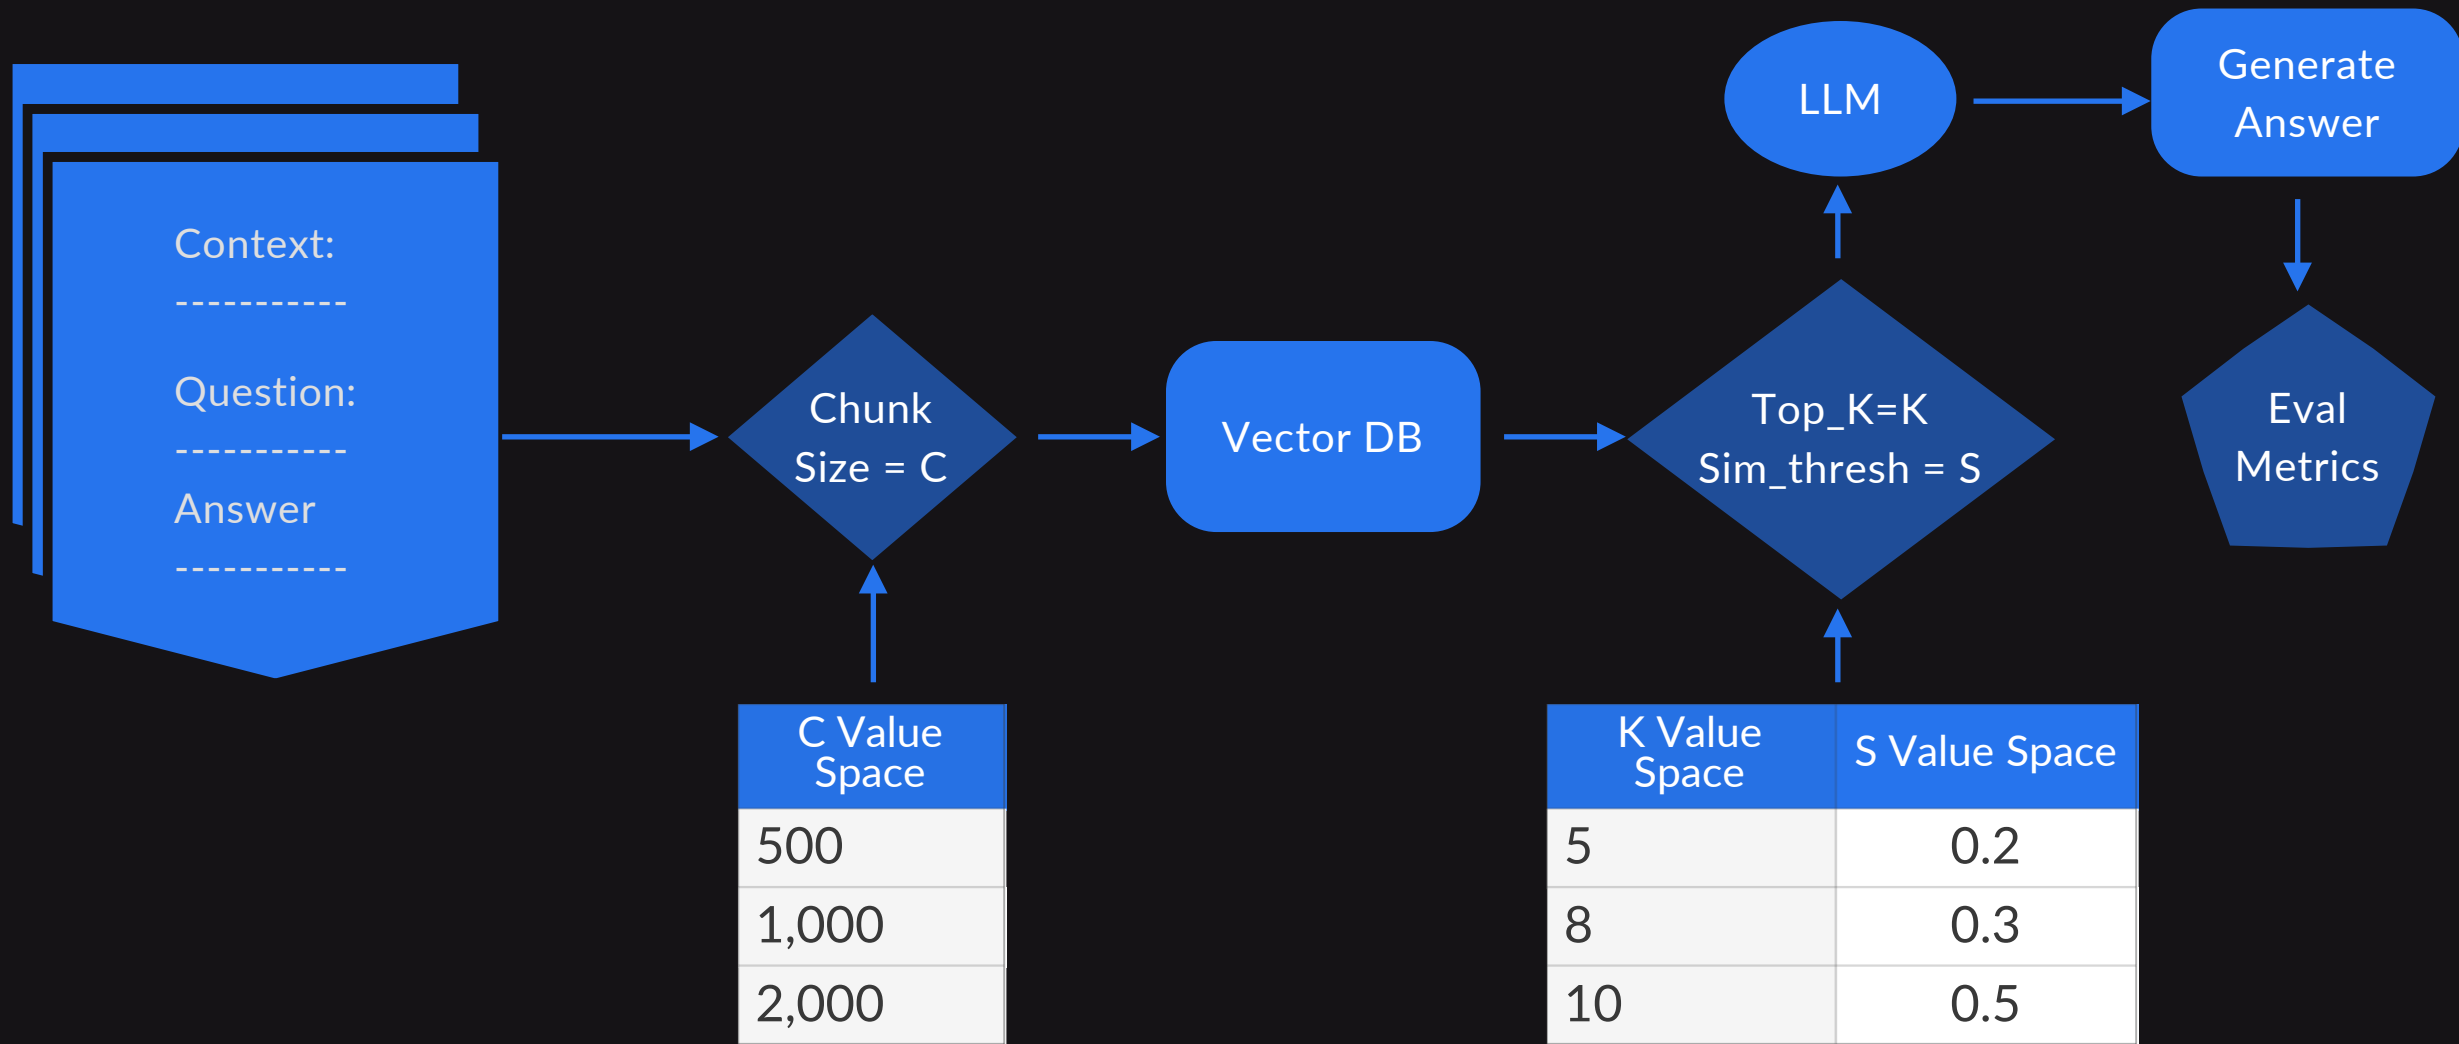 Context:
-----------
Question:
-----------
Answer
-----------
Chunk
Size = C
Vector DB
Top_K=K
Sim_thresh = S
LLM
Generate
Answer
Eval
Metrics
C Value
Space
500
1,000
2,000
K Value
Space
S Value Space
5
0.2
8
0.3
10
0.5